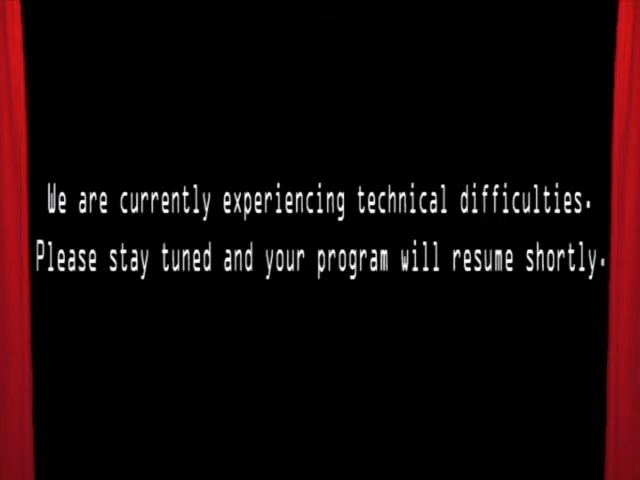 We are currently experiencing technical difficulties.
Please stay tuned and your program will resume shortly.